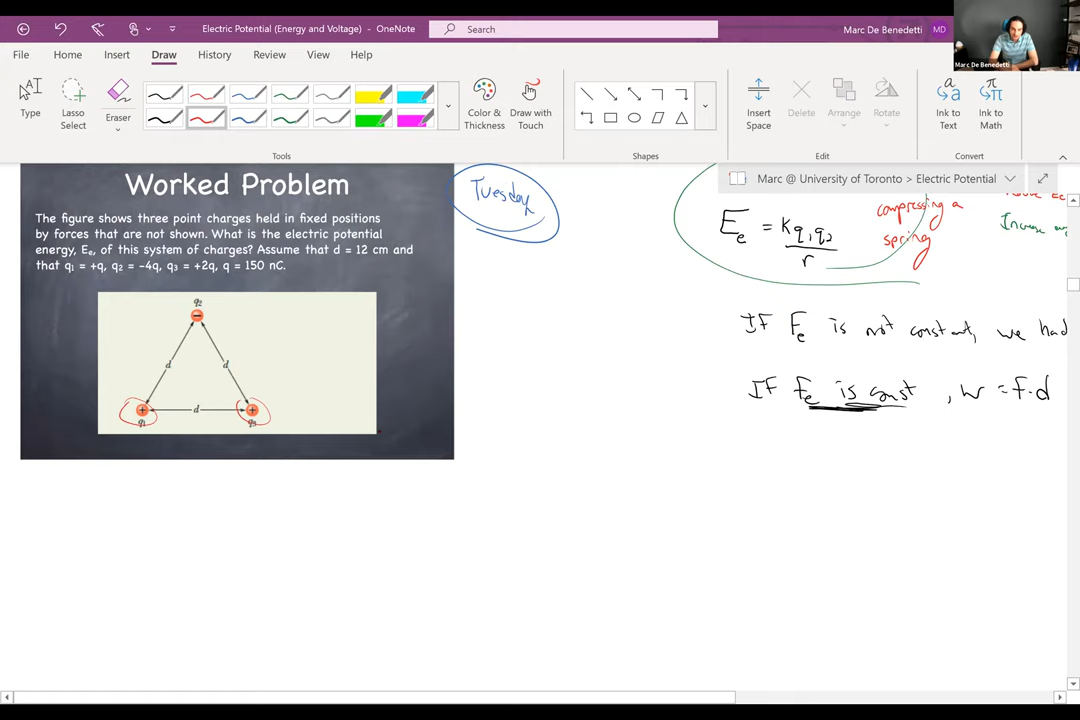 Electric Potential (Energy and Voltage) - OneNote
Search
Marc De Benedetti
MD
Marc De Benedetti
File
Home
Insert
Draw
History
Review
View
Help
Type
Lasso
Select
Eraser
Color &
Thickness
Draw with
Touch
Insert
Space
Delete
Arrange
Rotate
Ink to
Text
Ink to
Math
Tools
Shapes
Edit
Convert
Marc @ University of Toronto > Electric Potential
Worked Problem
The figure shows three point charges held in fixed positions
by forces that are not shown. What is the electric potential
energy, Ee, of this system of charges? Assume that d = 12 cm and
that q1 = +q, q2 = -4q, q3 = +2q, q = 150 nC.
q2
d
d
d
q1
q3
Tuesday
Ee = kq1q2
r
compressing a
spring
Increase
If Fe is not constant, we had
If Fe is const , W = F·d